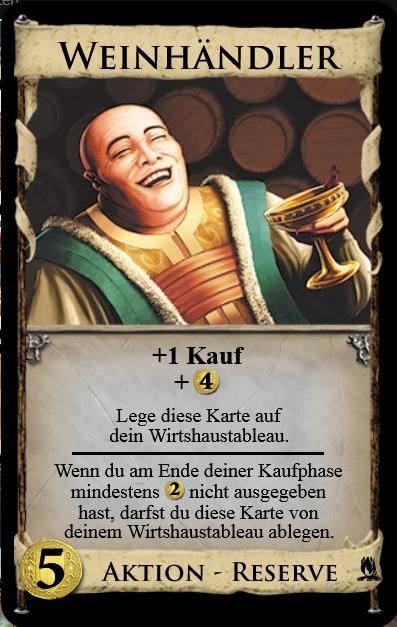 WEINHÄNDLER
+1 Kauf
+ 4
Lege diese Karte auf
dein Wirtshaustableau.
Wenn du am Ende deiner Kaufphase
mindestens 2 nicht ausgegeben
hast, darfst du diese Karte von
deinem Wirtshaustableau ablegen.
5 AKTION - RESERVE